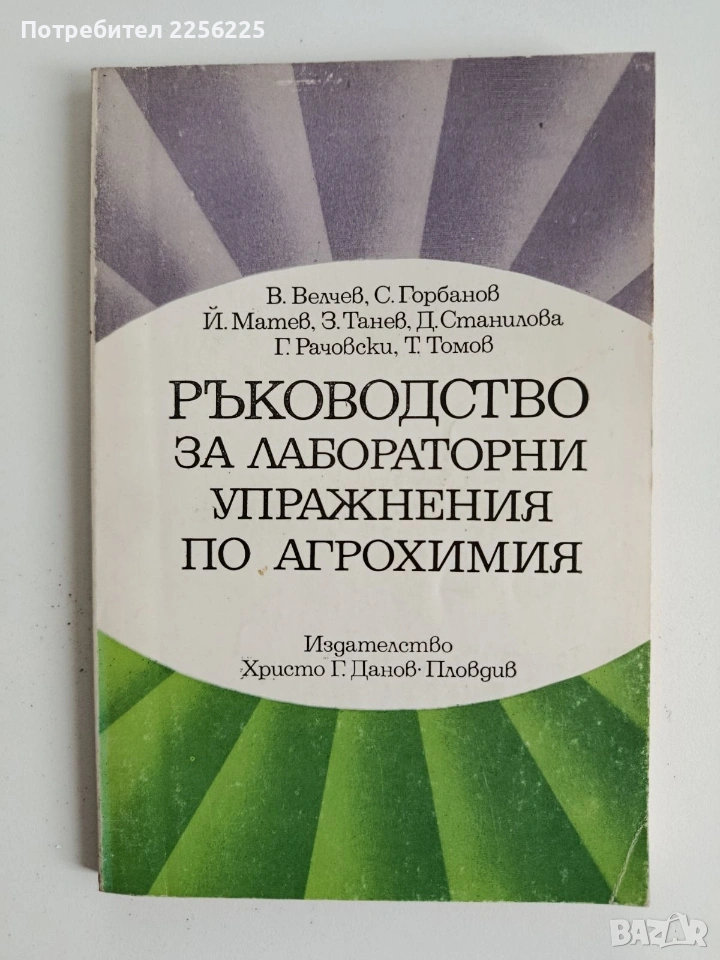 Потребител 2256225
В. Велчев, С. Горбанов
Й. Матев, З. Танев, Д. Станилова
Г. Рачовски, Т. Томов
РЪКОВОДСТВО
ЗА ЛАБОРАТОРНИ
УПРАЖНЕНИЯ
ПО АГРОХИМИЯ
Издателство
Христо Г. Данов · Пловдив
BAZAR